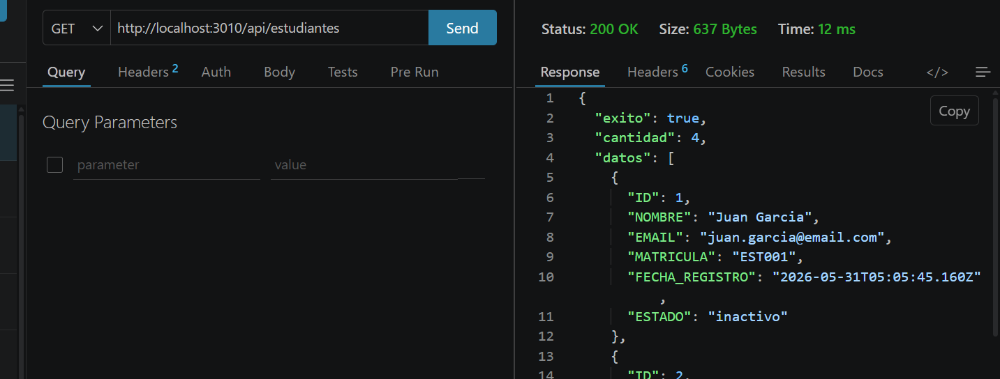 GET
http://localhost:3010/api/estudiantes
Send
Query
Headers 2
Auth
Body
Tests
Pre Run
Query Parameters
parameter
value
Status: 200 OK
Size: 637 Bytes
Time: 12 ms
Response
Headers 6
Cookies
Results
Docs
</>
Copy
1 {
2 "exito": true,
3 "cantidad": 4,
4 "datos": [
5 {
6 "ID": 1,
7 "NOMBRE": "Juan Garcia",
8 "EMAIL": "juan.garcia@email.com",
9 "MATRICULA": "EST001",
10 "FECHA_REGISTRO": "2026-05-31T05:05:45.160Z"
,
11 "ESTADO": "inactivo"
12 },
13 {
14 "ID": 2,